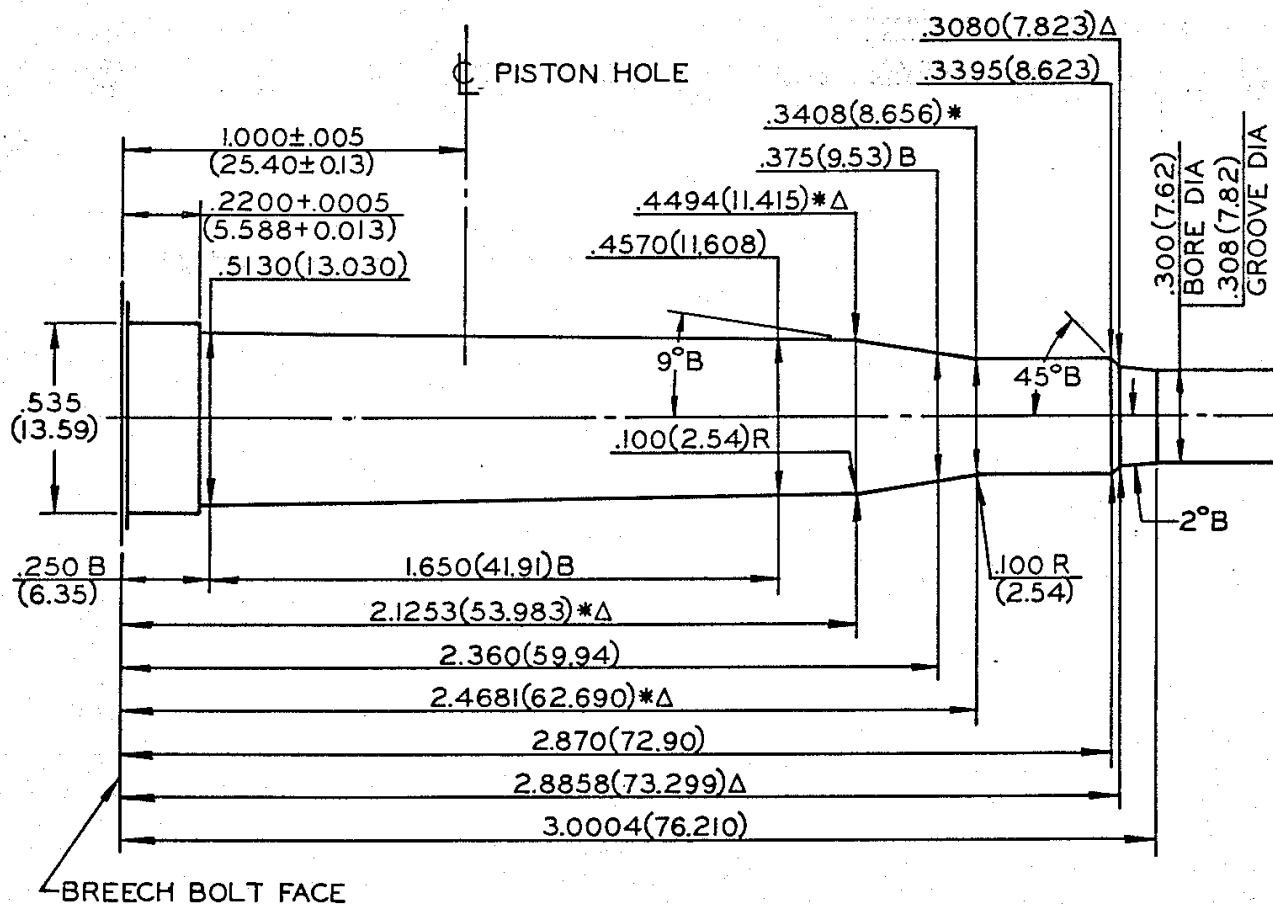 .3080(7.823)Δ
.3395(8.623)
℄ PISTON HOLE
.3408(8.656)*
.375(9.53) B
1.000±.005
(25.40±0.13)
.2200+.0005
(5.588+0.013)
.4494(11.415)*Δ
.4570(11,608)
.5130(13.030)
.300(7.62)
BORE DIA
.308(7.82)
GROOVE DIA
9°B
45°B
.535
(13.59)
.100(2.54)R
2°B
.250 B
(6.35)
1.650(41.91)B
.100 R
(2.54)
2.1253(53.983)*Δ
2.360(59.94)
2.4681(62.690)*Δ
2.870(72.90)
2.8858(73.299)Δ
3.0004(76.210)
BREECH BOLT FACE